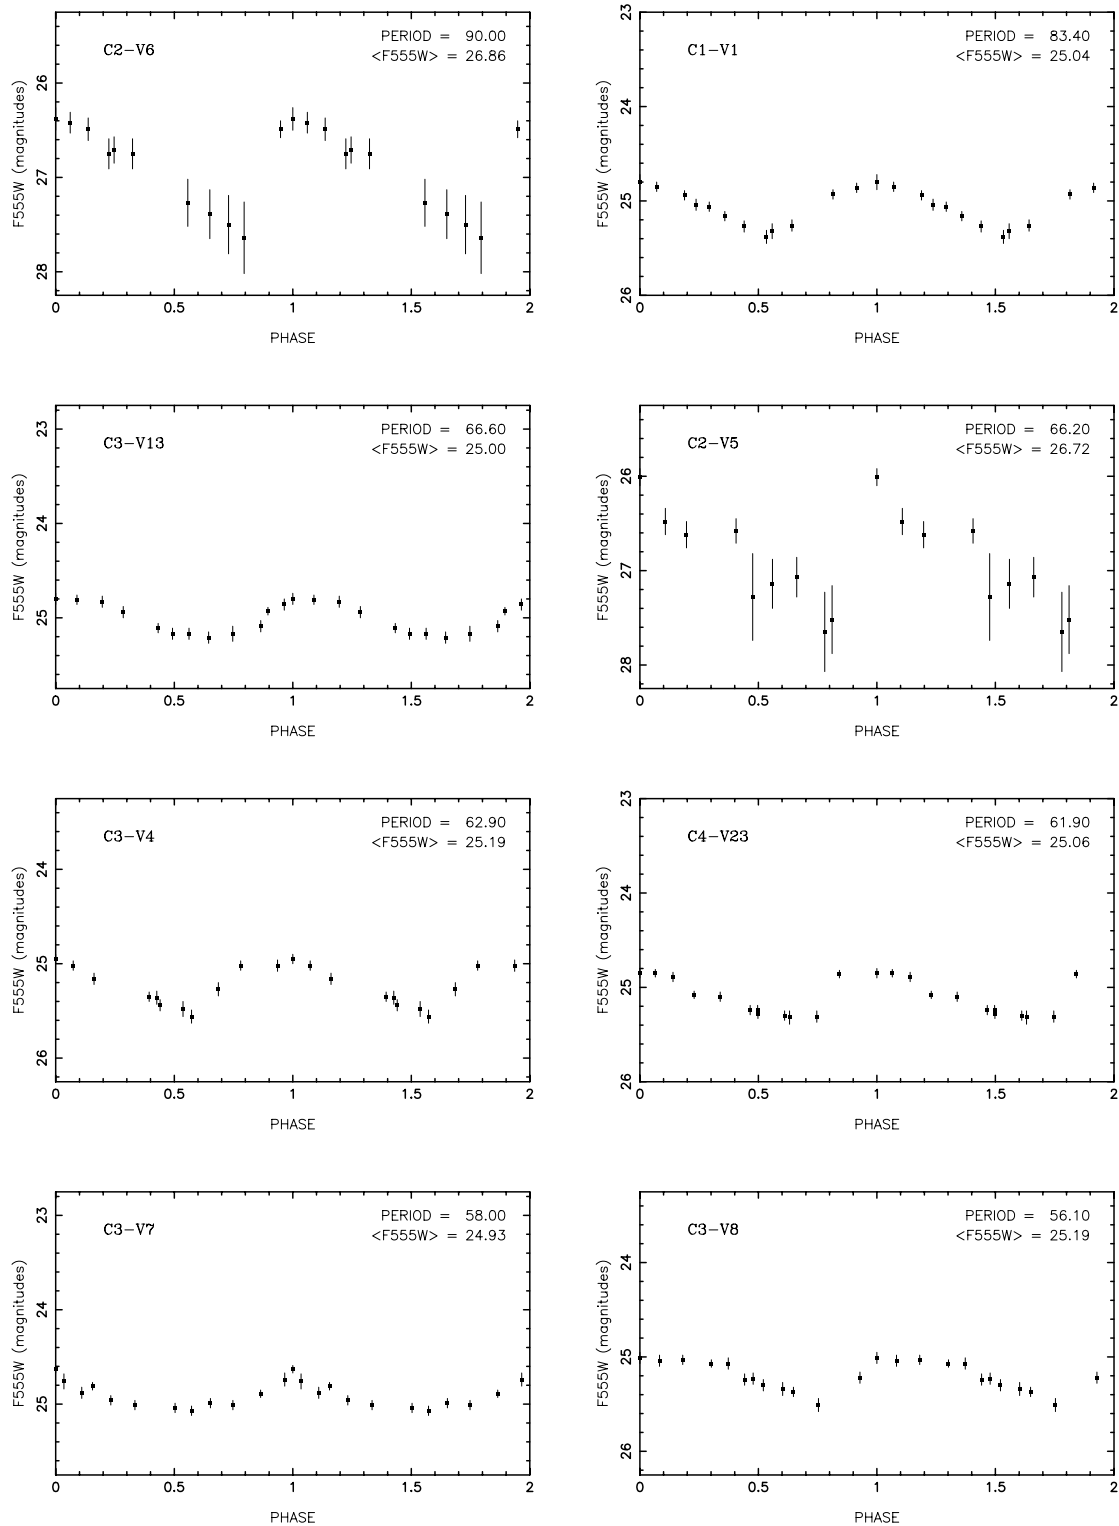 C2-V6
PERIOD = 90.00
<F555W> = 26.86
F555W (magnitudes)
26
27
28
0 0.5 1 1.5 2
PHASE
C1-V1
PERIOD = 83.40
<F555W> = 25.04
F555W (magnitudes)
23
24
25
26
0 0.5 1 1.5 2
PHASE
C3-V13
PERIOD = 66.60
<F555W> = 25.00
F555W (magnitudes)
23
24
25
0 0.5 1 1.5 2
PHASE
C2-V5
PERIOD = 66.20
<F555W> = 26.72
F555W (magnitudes)
26
27
28
0 0.5 1 1.5 2
PHASE
C3-V4
PERIOD = 62.90
<F555W> = 25.19
F555W (magnitudes)
24
25
26
0 0.5 1 1.5 2
PHASE
C4-V23
PERIOD = 61.90
<F555W> = 25.06
F555W (magnitudes)
23
24
25
26
0 0.5 1 1.5 2
PHASE
C3-V7
PERIOD = 58.00
<F555W> = 24.93
F555W (magnitudes)
23
24
25
0 0.5 1 1.5 2
PHASE
C3-V8
PERIOD = 56.10
<F555W> = 25.19
F555W (magnitudes)
24
25
26
0 0.5 1 1.5 2
PHASE